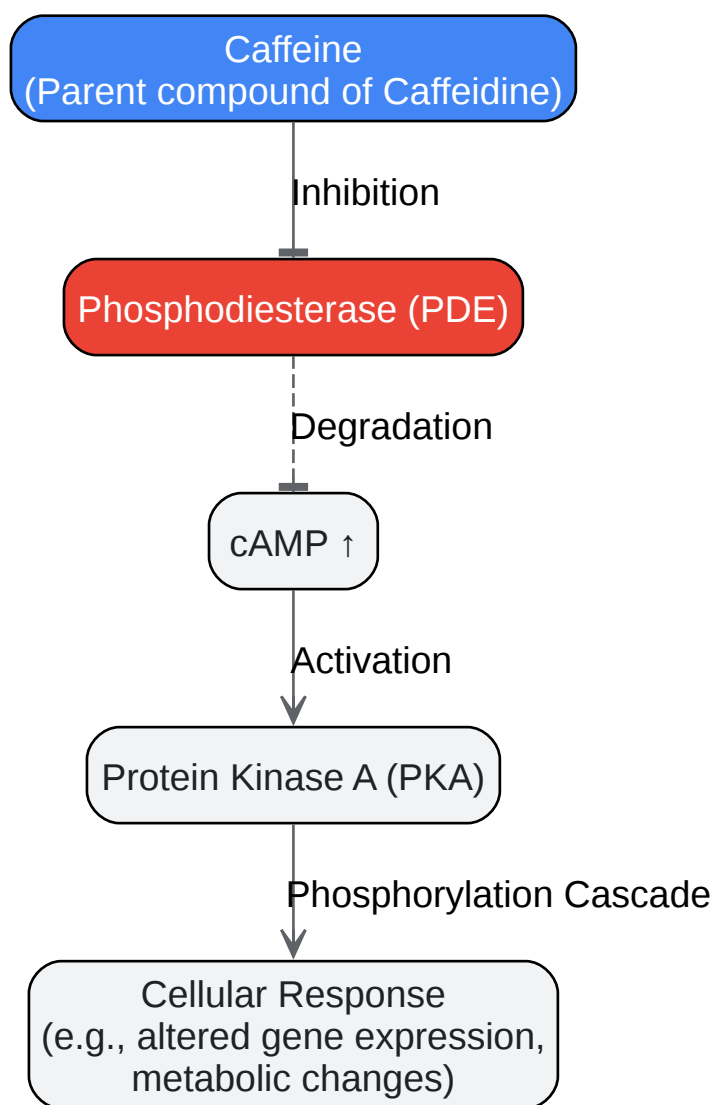 Caffeine
(Parent compound of Caffeidine)
Inhibition
Phosphodiesterase (PDE)
Degradation
cAMP ↑
Activation
Protein Kinase A (PKA)
Phosphorylation Cascade
Cellular Response
(e.g., altered gene expression,
metabolic changes)